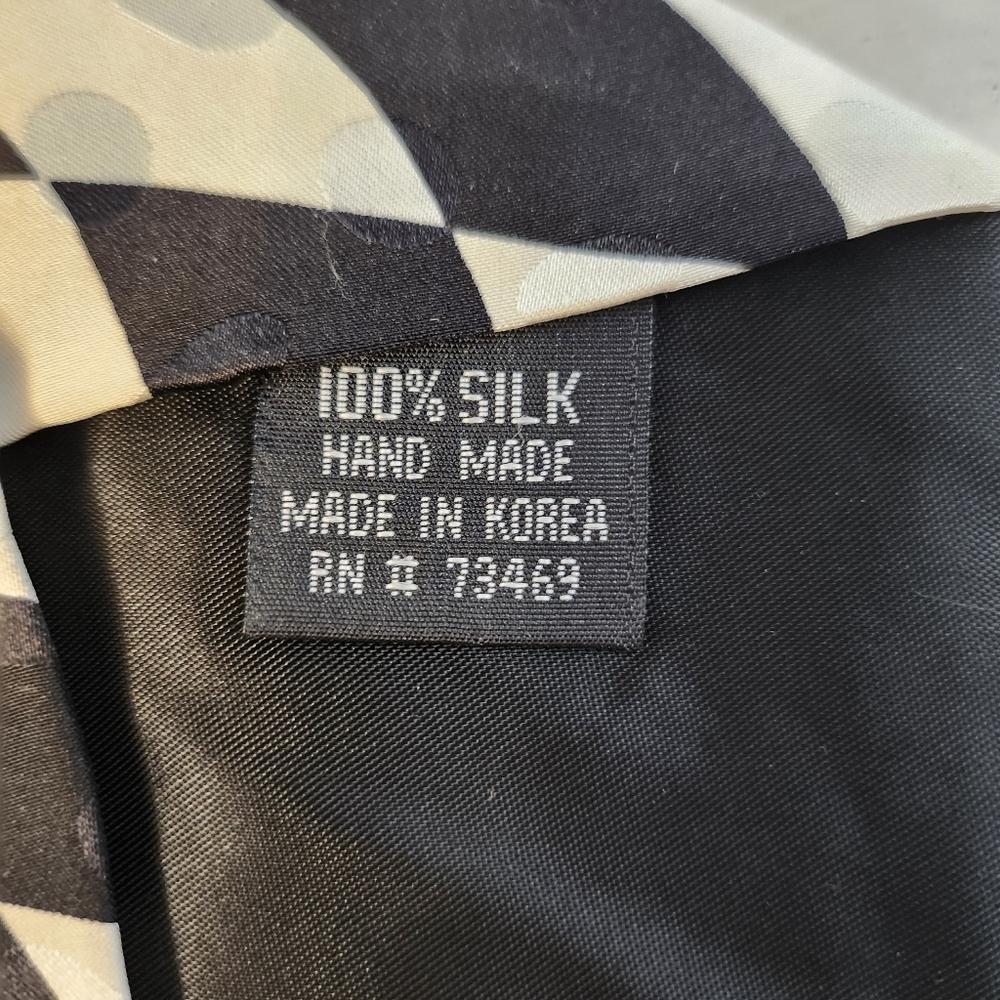 100% SILK
HAND MADE
MADE IN KOREA
RN # 73469